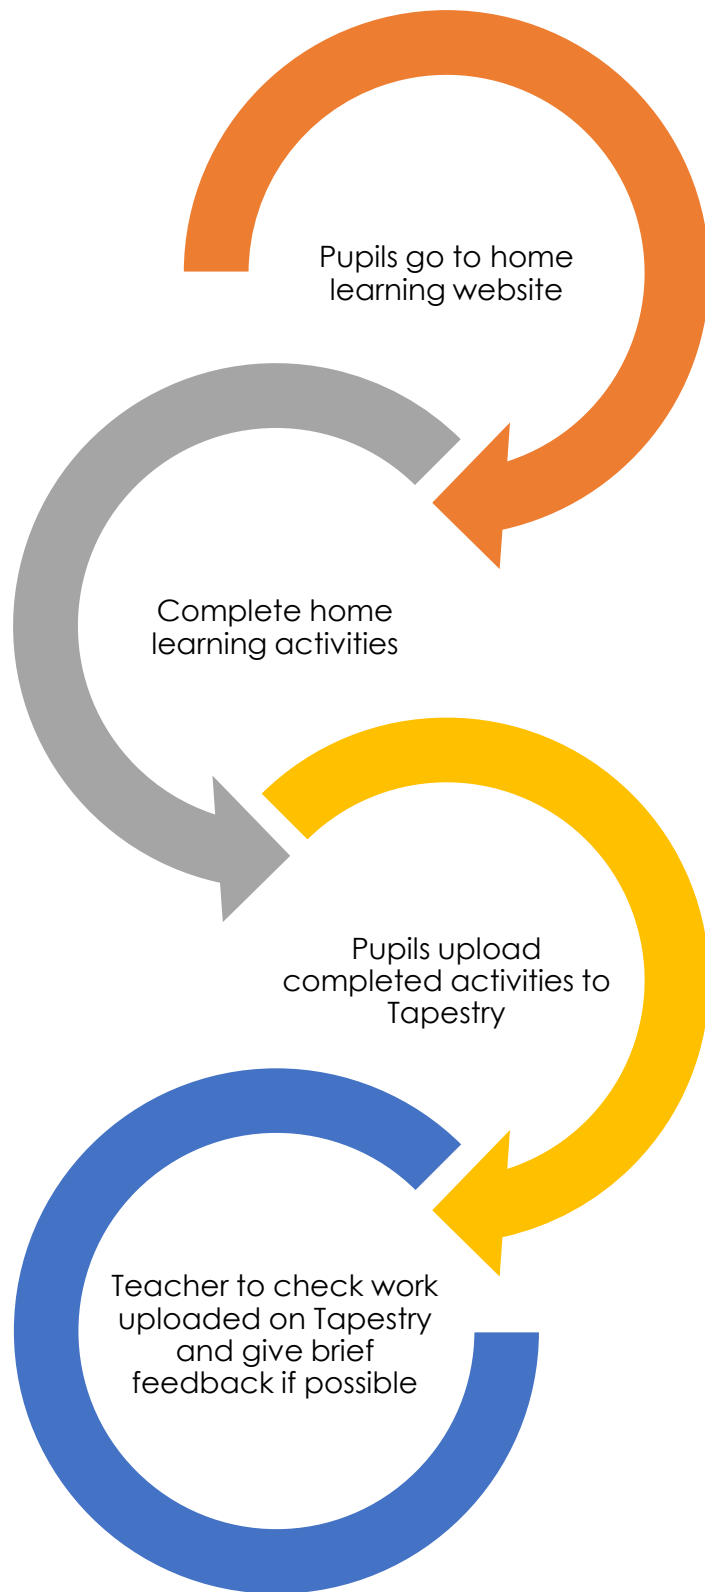 Pupils go to home
learning website
Complete home
learning activities
Pupils upload
completed activities to
Tapestry
Teacher to check work
uploaded on Tapestry
and give brief
feedback if possible